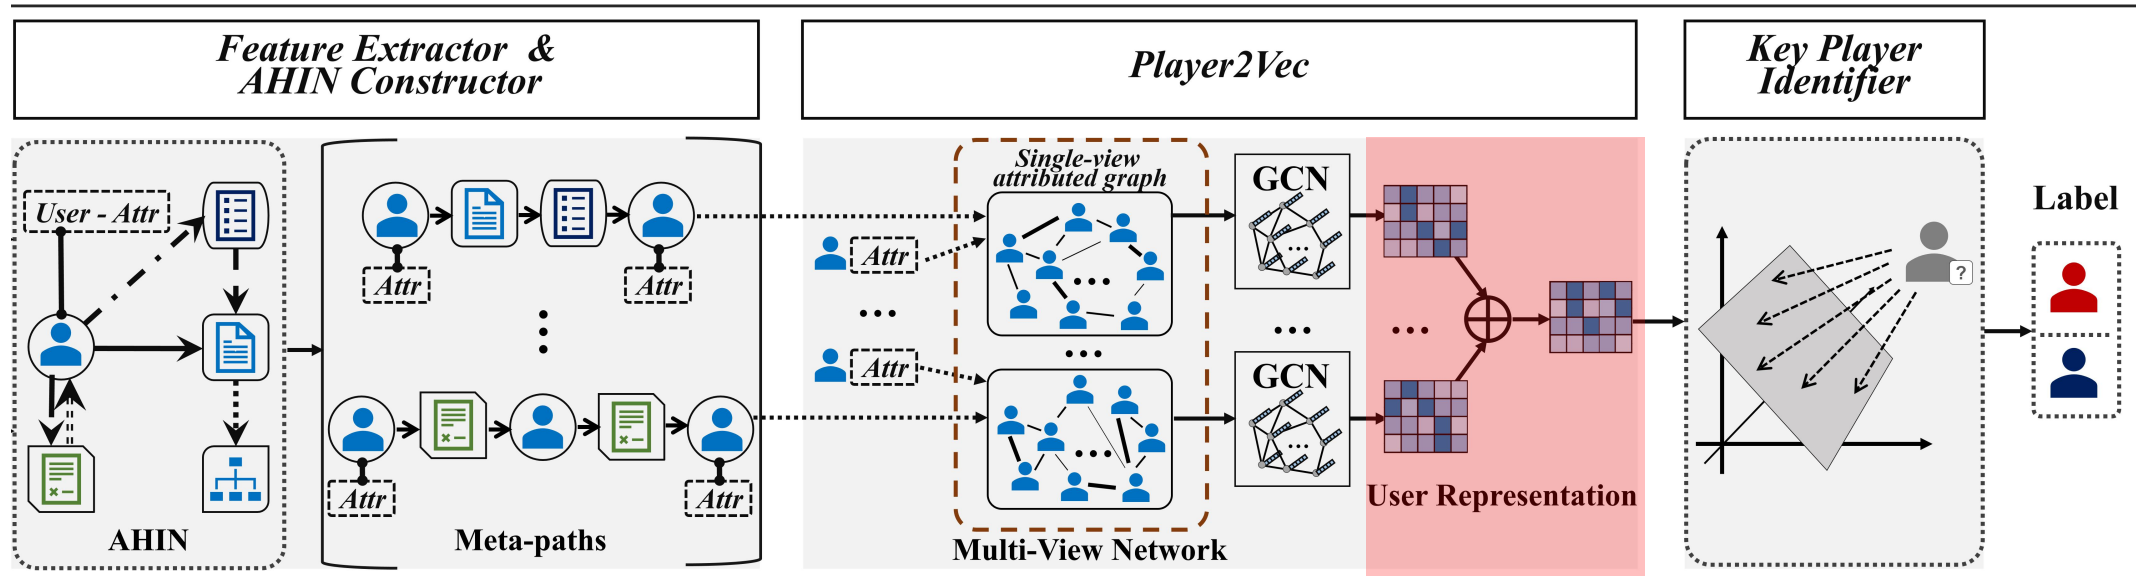 Feature Extractor &
AHIN Constructor
Player2Vec
Key Player
Identifier
User - Attr
AHIN
Attr
Attr
Attr
Attr
Meta-paths
Attr
Attr
Single-view
attributed graph
Multi-View Network
GCN
GCN
User Representation
?
Label